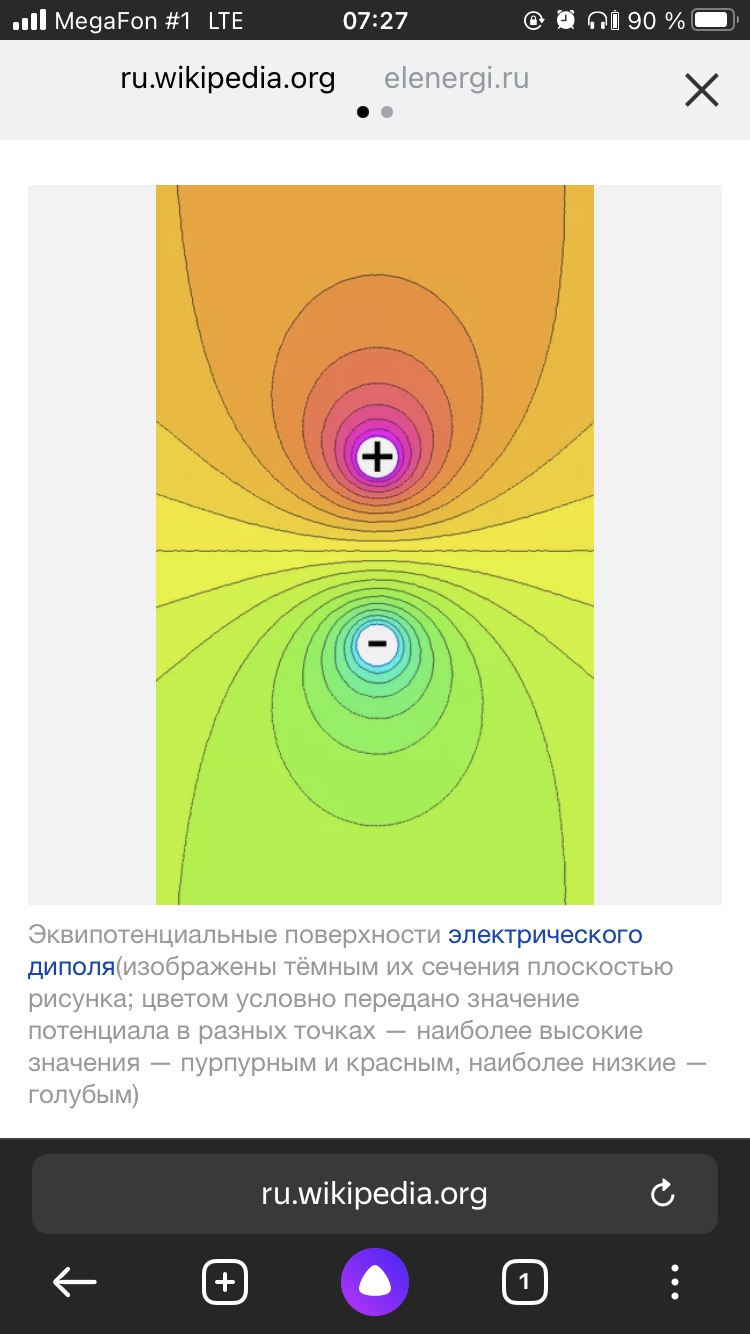 MegaFon #1 LTE 07:27 90 %
ru.wikipedia.org elenergi.ru
+
-
Эквипотенциальные поверхности электрического
диполя(изображены тёмным их сечения плоскостью
рисунка; цветом условно передано значение
потенциала в разных точках — наиболее высокие
значения — пурпурным и красным, наиболее низкие —
голубым)
ru.wikipedia.org
1